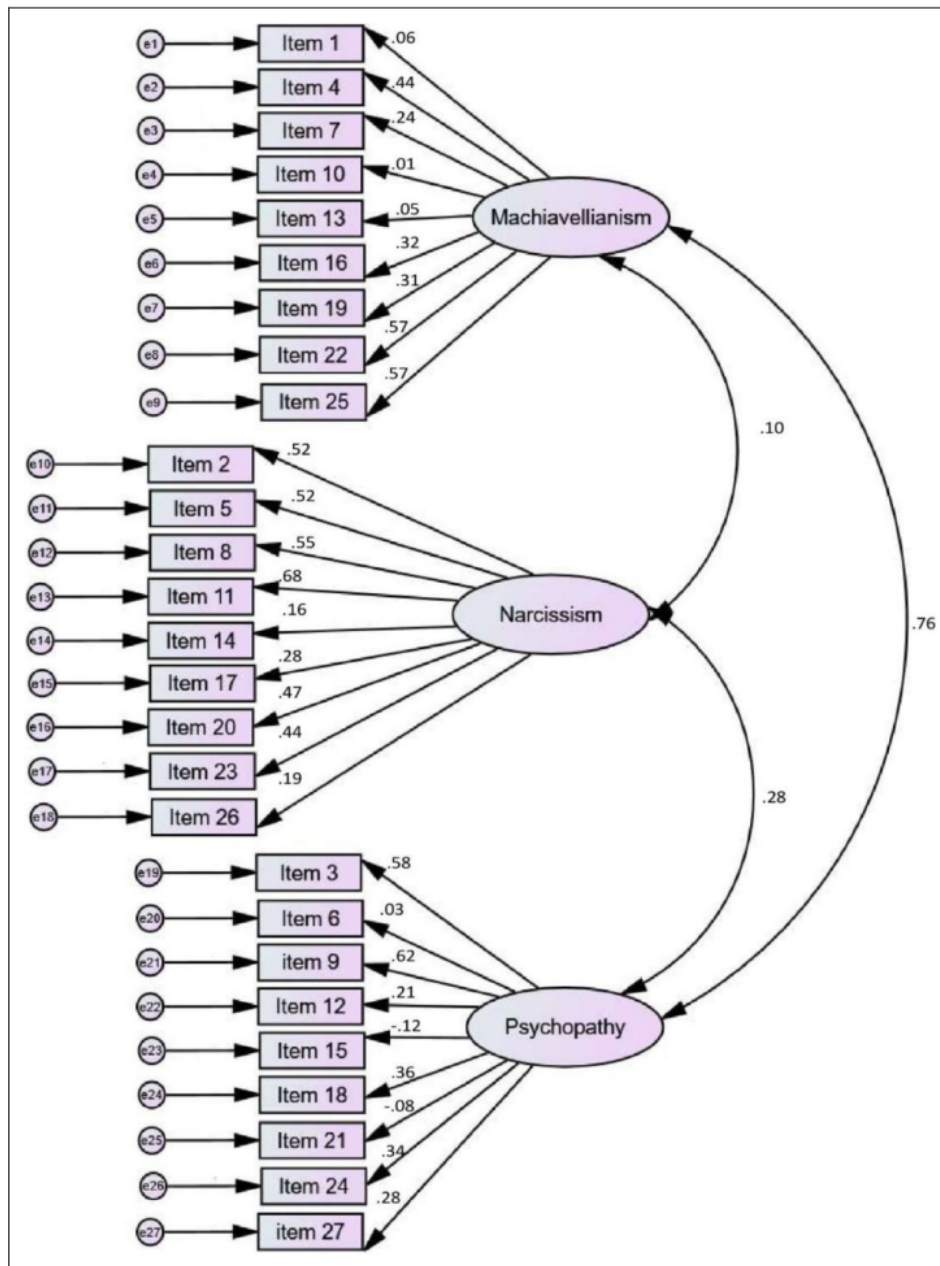 e1 Item 1 .06
e2 Item 4 .44
e3 Item 7 .24
e4 Item 10 .01
e5 Item 13 .05
e6 Item 16 .32
e7 Item 19 .31
e8 Item 22 .57
e9 Item 25 .57
Machiavellianism
.10
e10 Item 2 .52
e11 Item 5 .52
e12 Item 8 .55
e13 Item 11 .68
e14 Item 14 .16
e15 Item 17 .28
e16 Item 20 .47
e17 Item 23 .44
e18 Item 26 .19
Narcissism
.76
.28
e19 Item 3 .58
e20 Item 6 .03
e21 item 9 .62
e22 Item 12 .21
e23 Item 15 -.12
e24 Item 18 .36
e25 Item 21 -.08
e26 Item 24 .34
e27 item 27 .28
Psychopathy